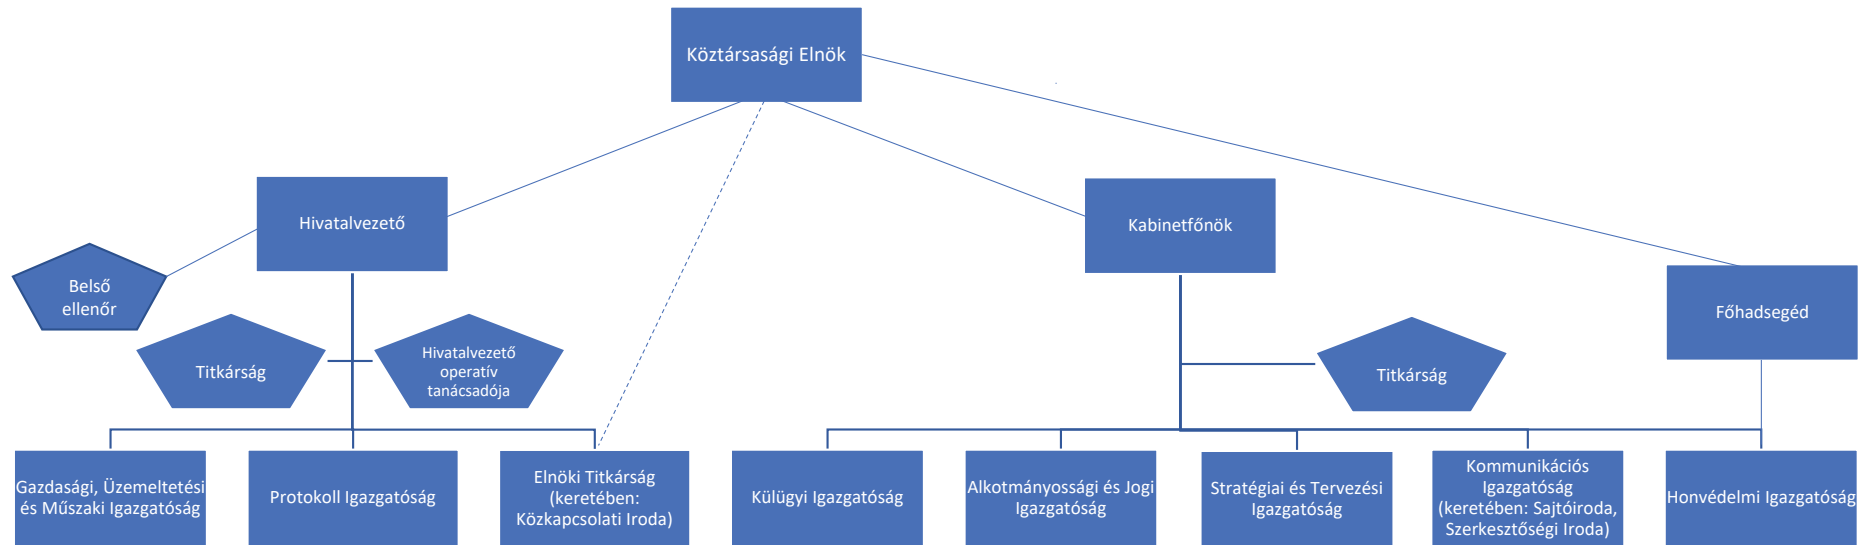 Köztársasági Elnök
Hivatalvezető
Kabinetfőnök
Belső
ellenőr
Főhadsegéd
Titkárság
Hivatalvezető
operatív
tanácsadója
Titkárság
Gazdasági, Üzemeltetési
és Műszaki Igazgatóság
Protokoll Igazgatóság
Elnöki Titkárság
(keretében:
Közkapcsolati Iroda)
Külügyi Igazgatóság
Alkotmányossági és Jogi
Igazgatóság
Stratégiai és Tervezési
Igazgatóság
Kommunikációs
Igazgatóság
(keretében: Sajtóiroda,
Szerkesztőségi Iroda)
Honvédelmi Igazgatóság